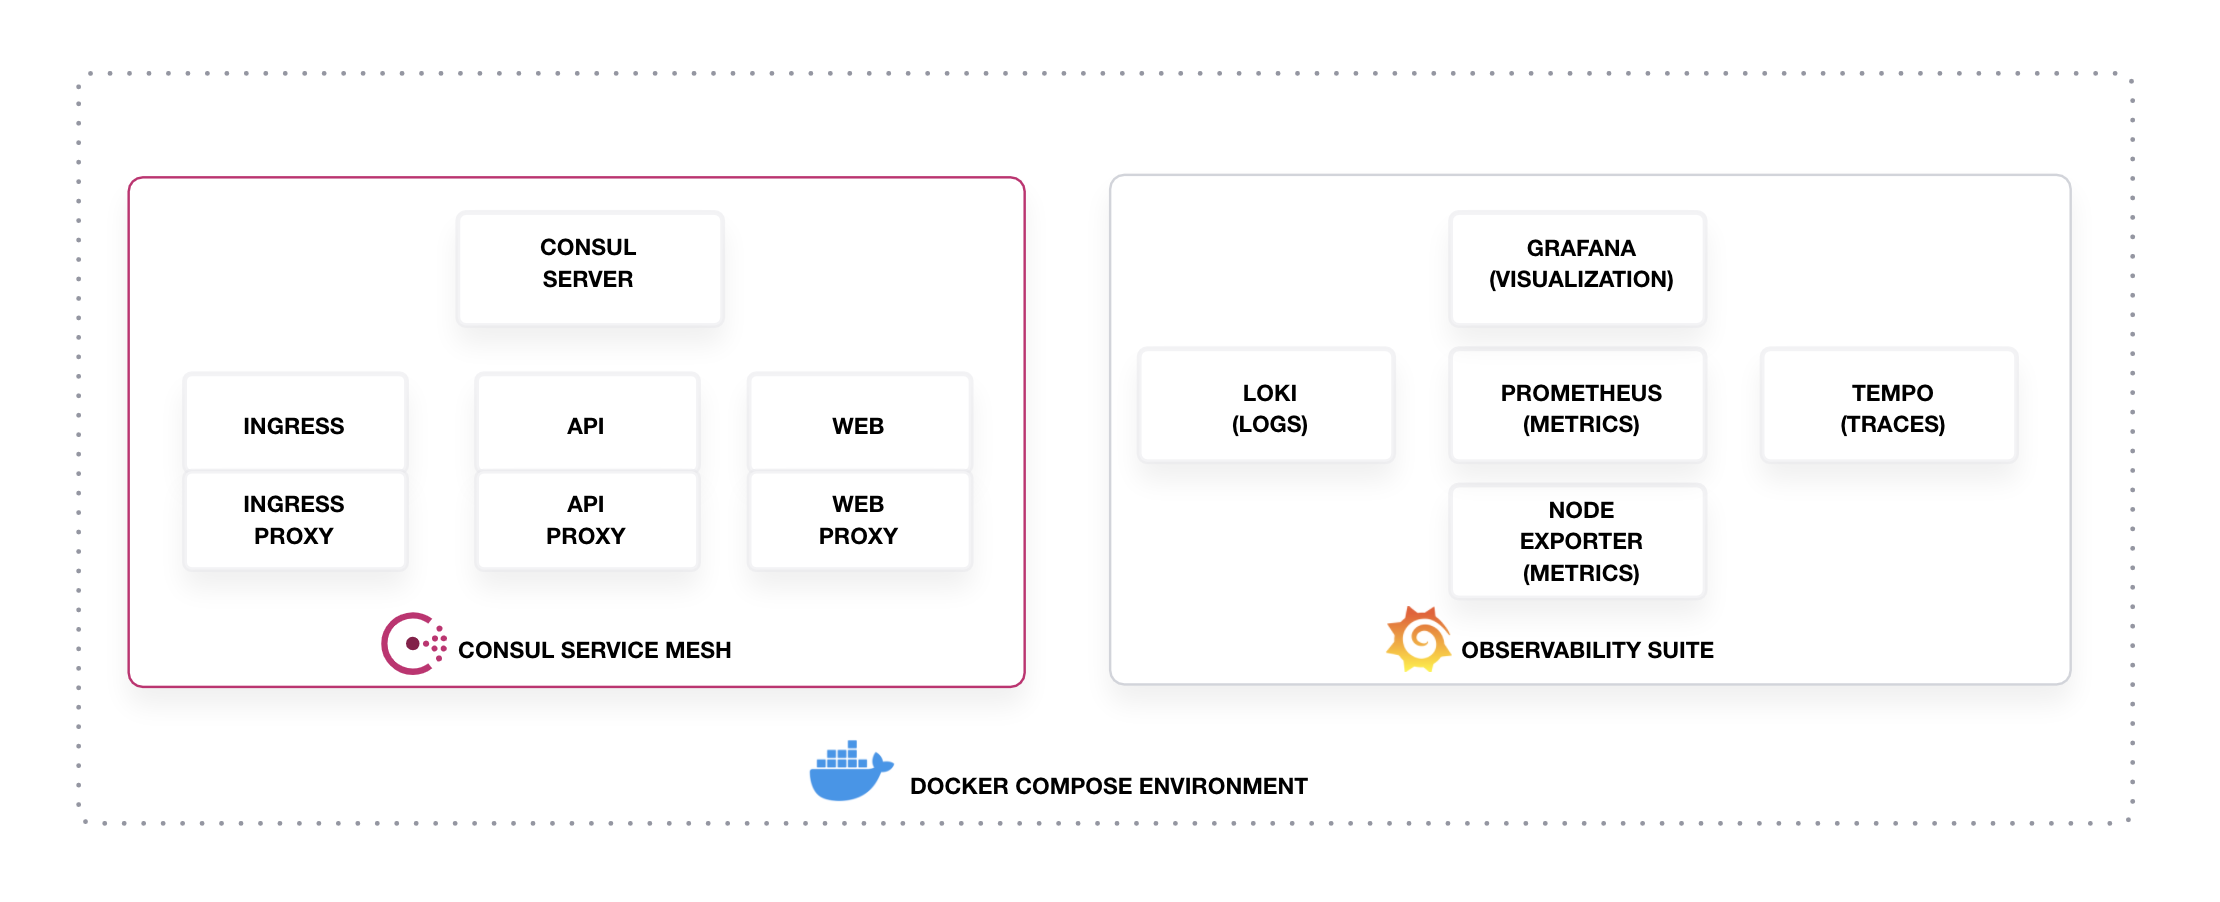 CONSUL
SERVER
INGRESS
INGRESS
PROXY
API
API
PROXY
WEB
WEB
PROXY
CONSUL SERVICE MESH
GRAFANA
(VISUALIZATION)
LOKI
(LOGS)
PROMETHEUS
(METRICS)
TEMPO
(TRACES)
NODE
EXPORTER
(METRICS)
OBSERVABILITY SUITE
DOCKER COMPOSE ENVIRONMENT